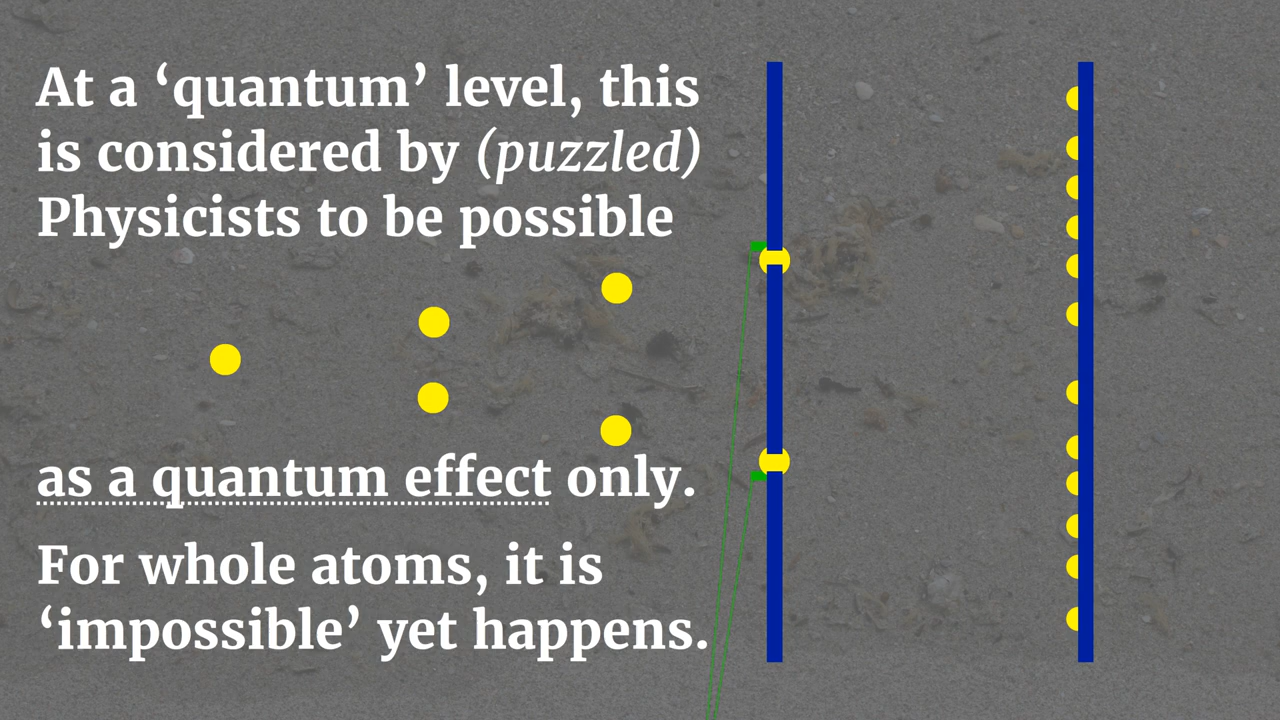 At a ‘quantum’ level, this
is considered by (puzzled)
Physicists to be possible
as a quantum effect only.
For whole atoms, it is
‘impossible’ yet happens.